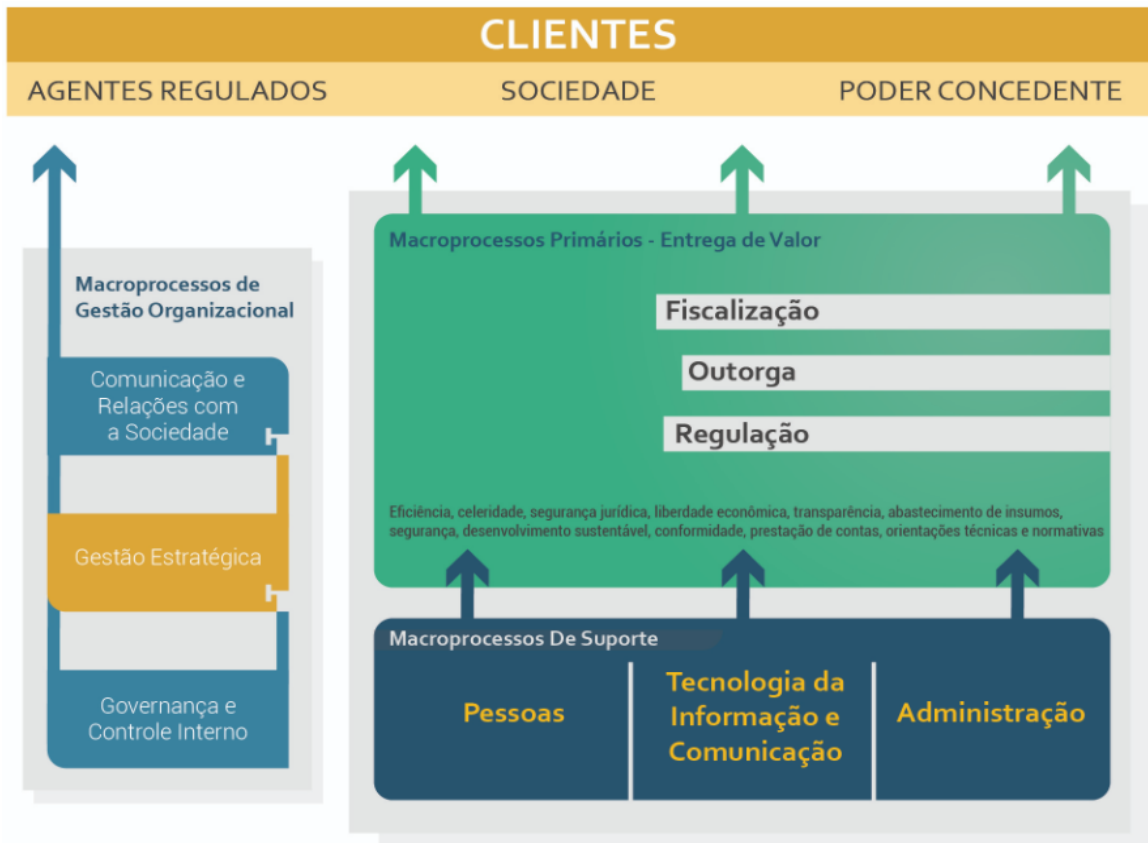 CLIENTES
AGENTES REGULADOS
SOCIEDADE
PODER CONCEDENTE
Macroprocessos de
Gestão Organizacional
Comunicação e
Relações com
a Sociedade
Gestão Estratégica
Governança e
Controle Interno
Macroprocessos Primários - Entrega de Valor
Fiscalização
Outorga
Regulação
Eficiência, celeridade, segurança jurídica, liberdade econômica, transparência, abastecimento de insumos,
segurança, desenvolvimento sustentável, conformidade, prestação de contas, orientações técnicas e normativas
Macroprocessos De Suporte
Pessoas
Tecnologia da
Informação e
Comunicação
Administração